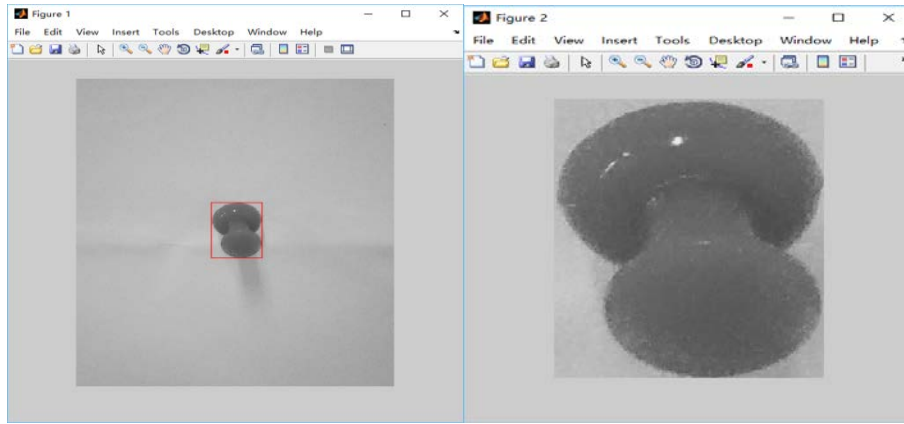 Figure 1
File Edit View Insert Tools Desktop Window Help
Figure 2
File Edit View Insert Tools Desktop Window Help